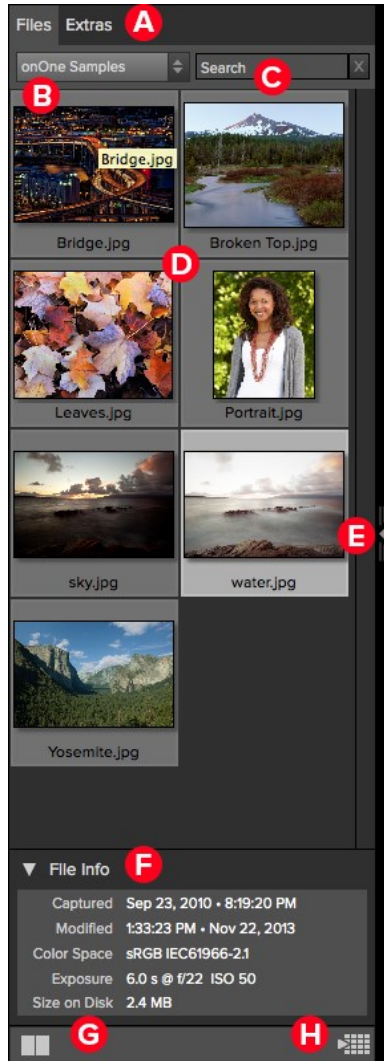 Files Extras A
onOne Samples Search X
B C
Bridge.jpg
Bridge.jpg Broken Top.jpg
D
Leaves.jpg Portrait.jpg
E
sky.jpg water.jpg
Yosemite.jpg
▼ File Info F
Captured Sep 23, 2010 • 8:19:20 PM
Modified 1:33:23 PM • Nov 22, 2013
Color Space sRGB IEC61966-2.1
Exposure 6.0 s @ f/22 ISO 50
Size on Disk 2.4 MB
G H